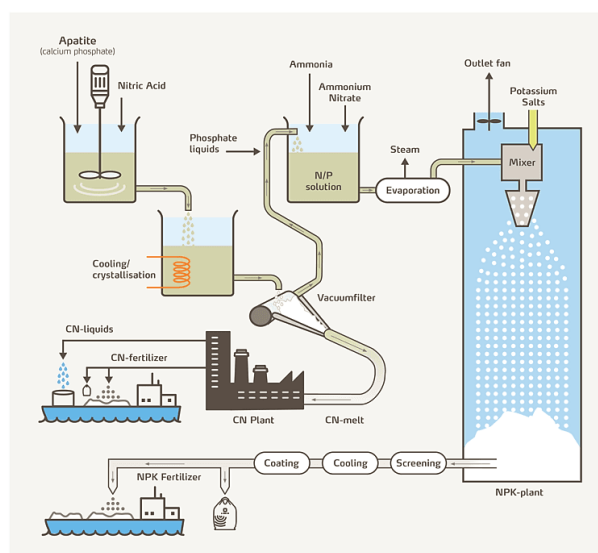 Apatite
(calcium phosphate)
Nitric Acid
Ammonia
Ammonium
Nitrate
Outlet fan
Potassium
Salts
Phosphate
liquids
Steam
Mixer
N/P
solution
Evaporation
Cooling/
crystallisation
Vacuumfilter
CN-liquids
CN-fertilizer
CN Plant
CN-melt
Coating
Cooling
Screening
NPK Fertilizer
NPK-plant